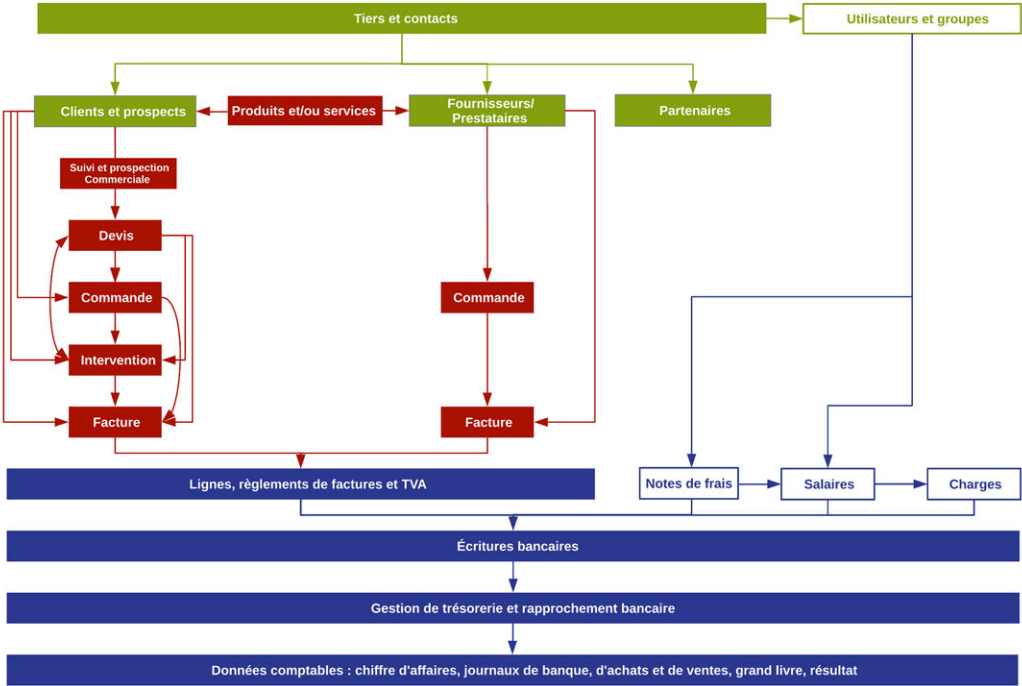 Tiers et contacts
Utilisateurs et groupes
Clients et prospects
Produits et/ou services
Fournisseurs/
Prestataires
Partenaires
Suivi et prospection
Commerciale
Devis
Commande
Commande
Intervention
Facture
Facture
Lignes, règlements de factures et TVA
Notes de frais
Salaires
Charges
Écritures bancaires
Gestion de trésorerie et rapprochement bancaire
Données comptables : chiffre d'affaires, journaux de banque, d'achats et de ventes, grand livre, résultat